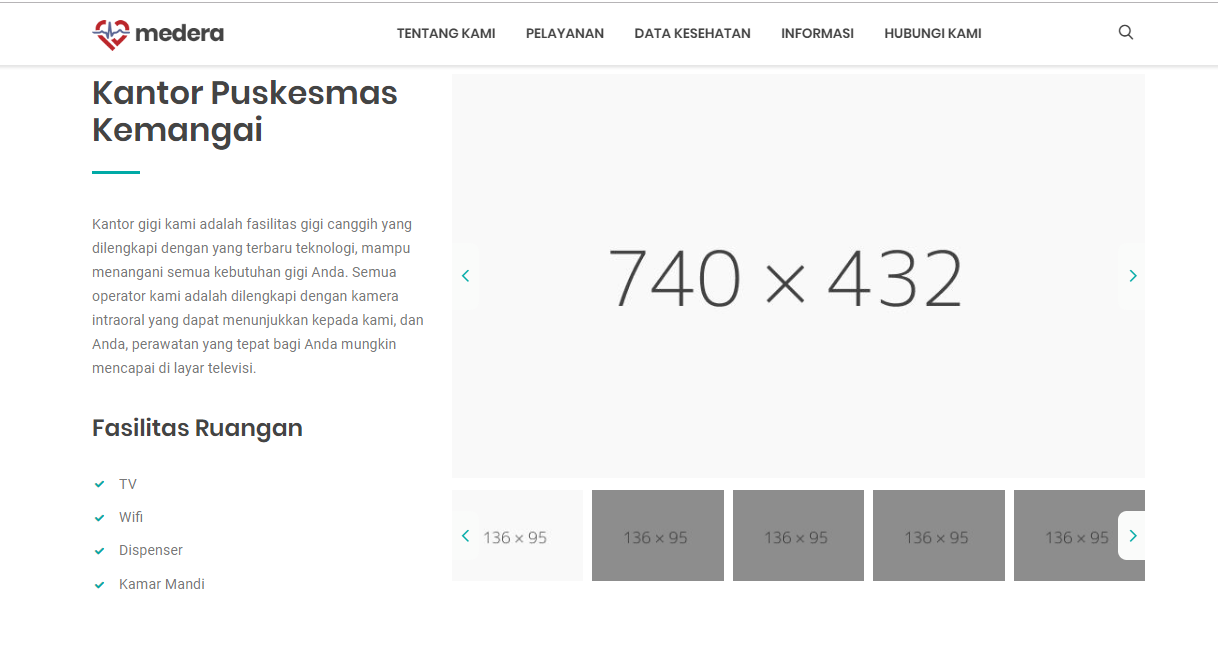 medera
TENTANG KAMI PELAYANAN DATA KESEHATAN INFORMASI HUBUNGI KAMI
Kantor Puskesmas
Kemangai
Kantor gigi kami adalah fasilitas gigi canggih yang
dilengkapi dengan yang terbaru teknologi, mampu
menangani semua kebutuhan gigi Anda. Semua
operator kami adalah dilengkapi dengan kamera
intraoral yang dapat menunjukkan kepada kami, dan
Anda, perawatan yang tepat bagi Anda mungkin
mencapai di layar televisi.
Fasilitas Ruangan
TV
Wifi
Dispenser
Kamar Mandi
740 × 432
136 × 95 136 × 95 136 × 95 136 × 95 136 × 95